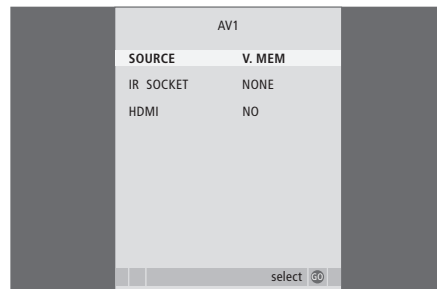 AV1
SOURCE V. MEM
IR SOCKET NONE
HDMI NO
select GO